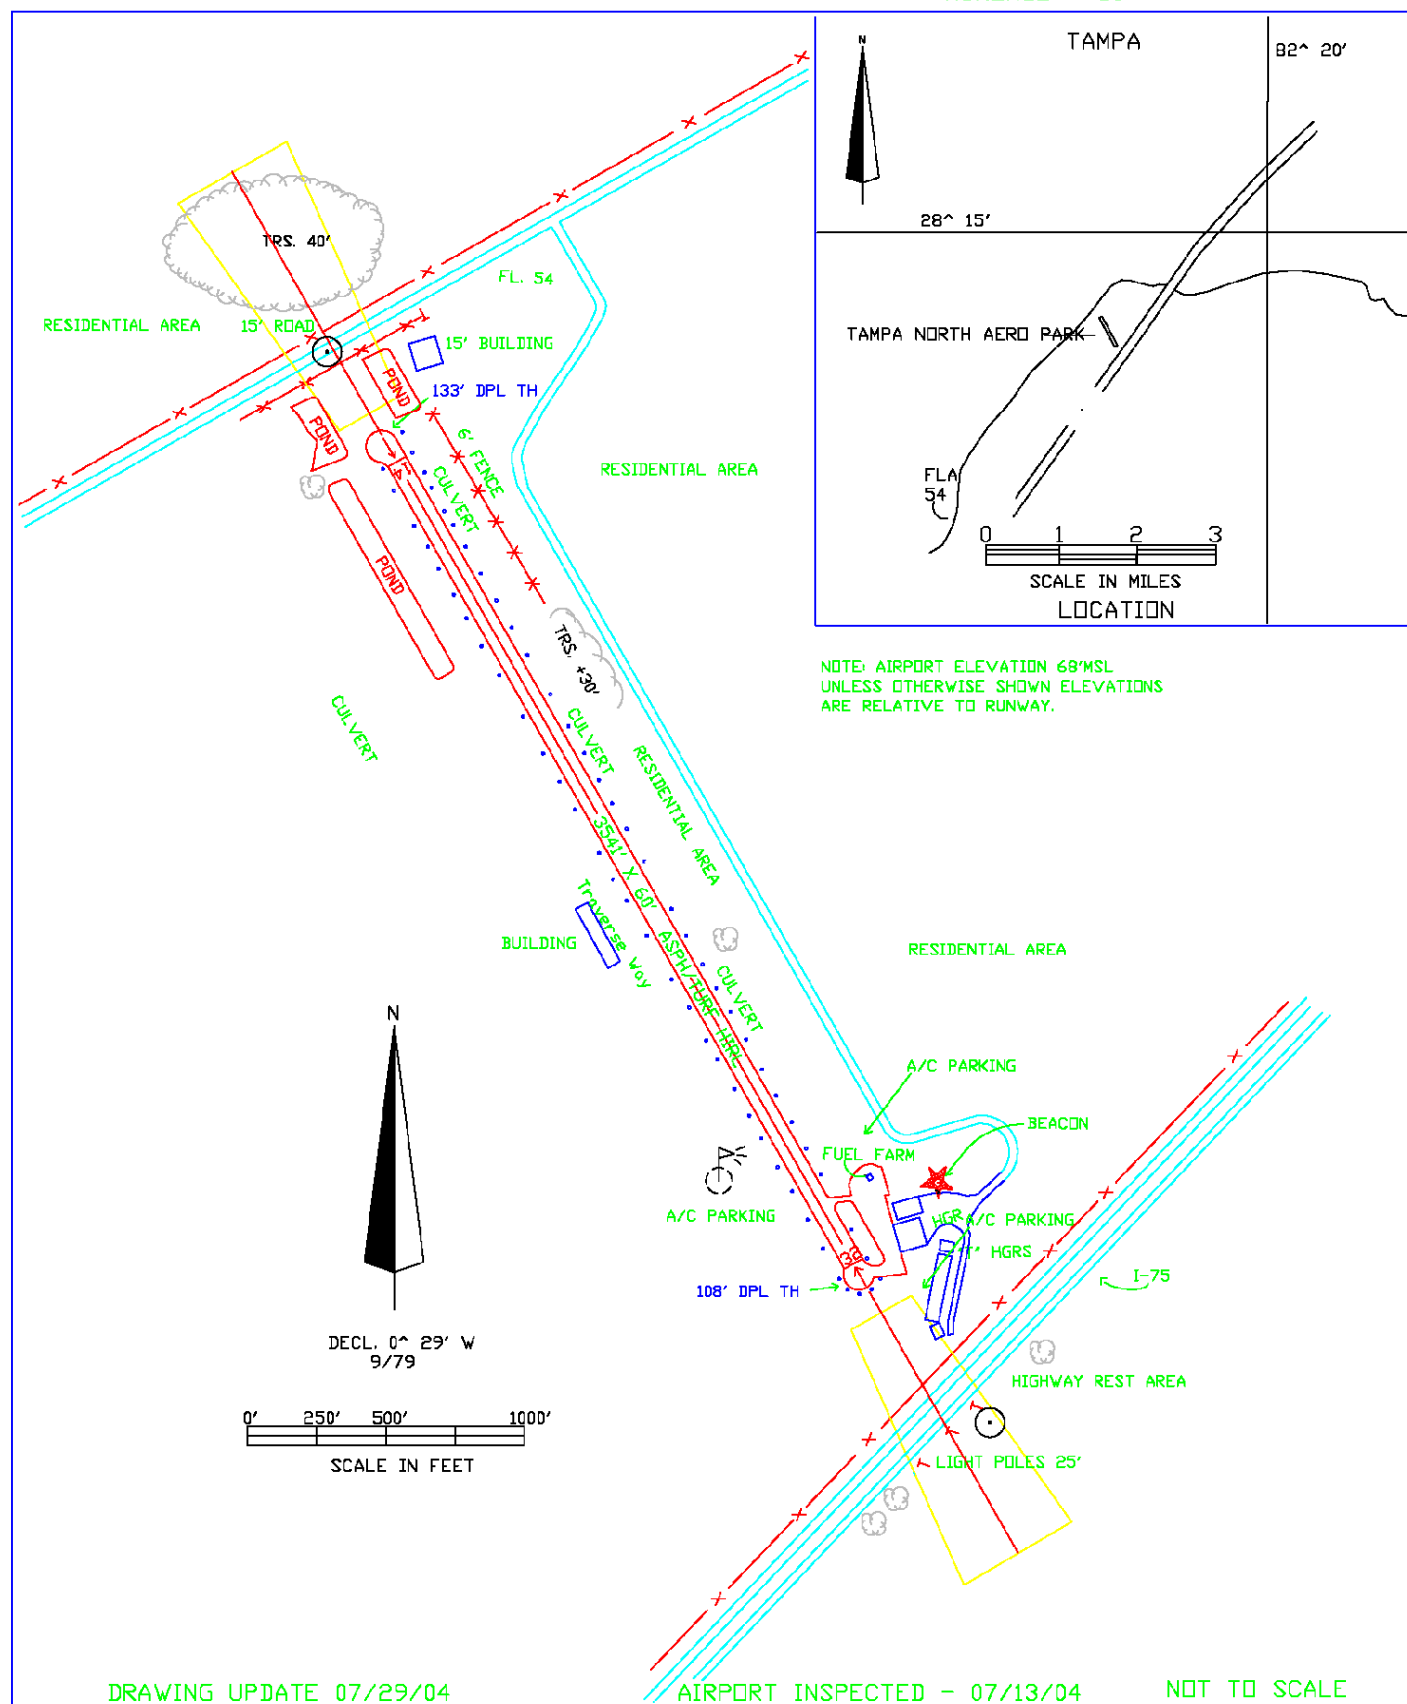 TAMPA
N
82^ 20'
28^ 15'
TAMPA NORTH AERO PARK
FLA
54
0 1 2 3
SCALE IN MILES
LOCATION
TRS. 40'
FL. 54
RESIDENTIAL AREA
15' ROAD
15' BUILDING
POND
133' DPL TH
POND
6' FENCE
CULVERT
RESIDENTIAL AREA
14
POND
TRS. +30'
NOTE: AIRPORT ELEVATION 68'MSL
UNLESS OTHERWISE SHOWN ELEVATIONS
ARE RELATIVE TO RUNWAY.
CULVERT
CULVERT
RESIDENTIAL AREA
3541' X 60' ASPH/TURF HIRL
Traverse Way
BUILDING
RESIDENTIAL AREA
CULVERT
N
A/C PARKING
BEACON
FUEL FARM
A/C PARKING
HGR
A/C PARKING
'T' HGRS
32
I-75
108' DPL TH
DECL. 0^ 29' W
9/79
HIGHWAY REST AREA
0' 250' 500' 1000'
SCALE IN FEET
LIGHT POLES 25'
DRAWING UPDATE 07/29/04
AIRPORT INSPECTED - 07/13/04
NOT TO SCALE